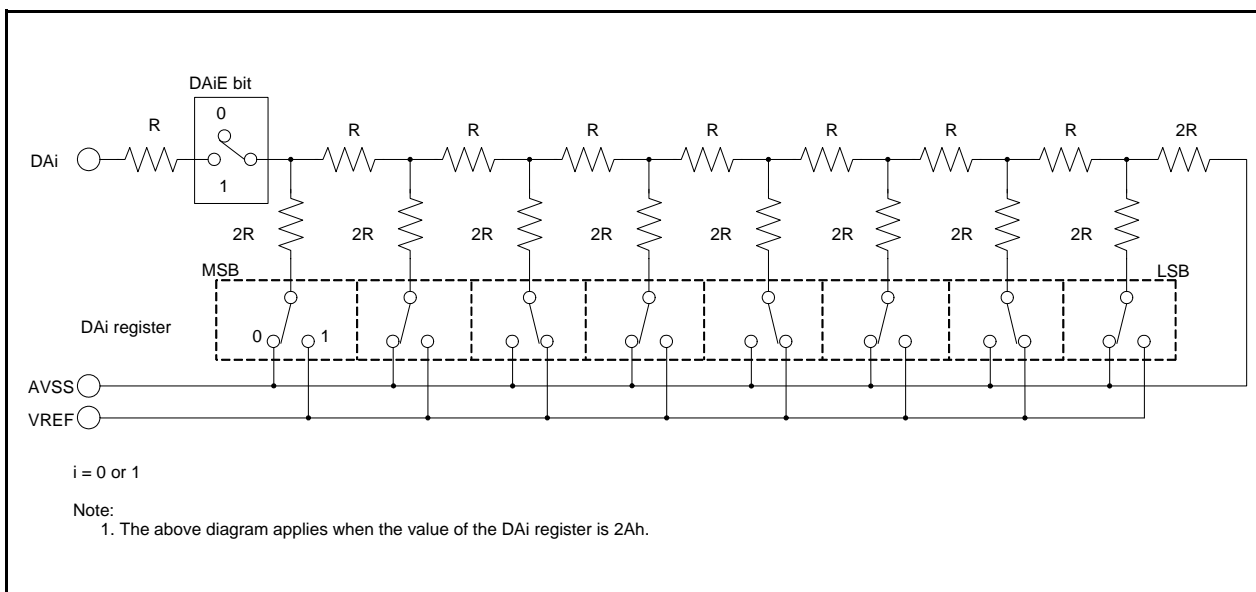 DAiE bit
0
R R R R R R R R 2R
DAi
1
2R 2R 2R 2R 2R 2R 2R 2R
MSB LSB
DAi register 0 1
AVSS
VREF
i = 0 or 1
Note:
1. The above diagram applies when the value of the DAi register is 2Ah.